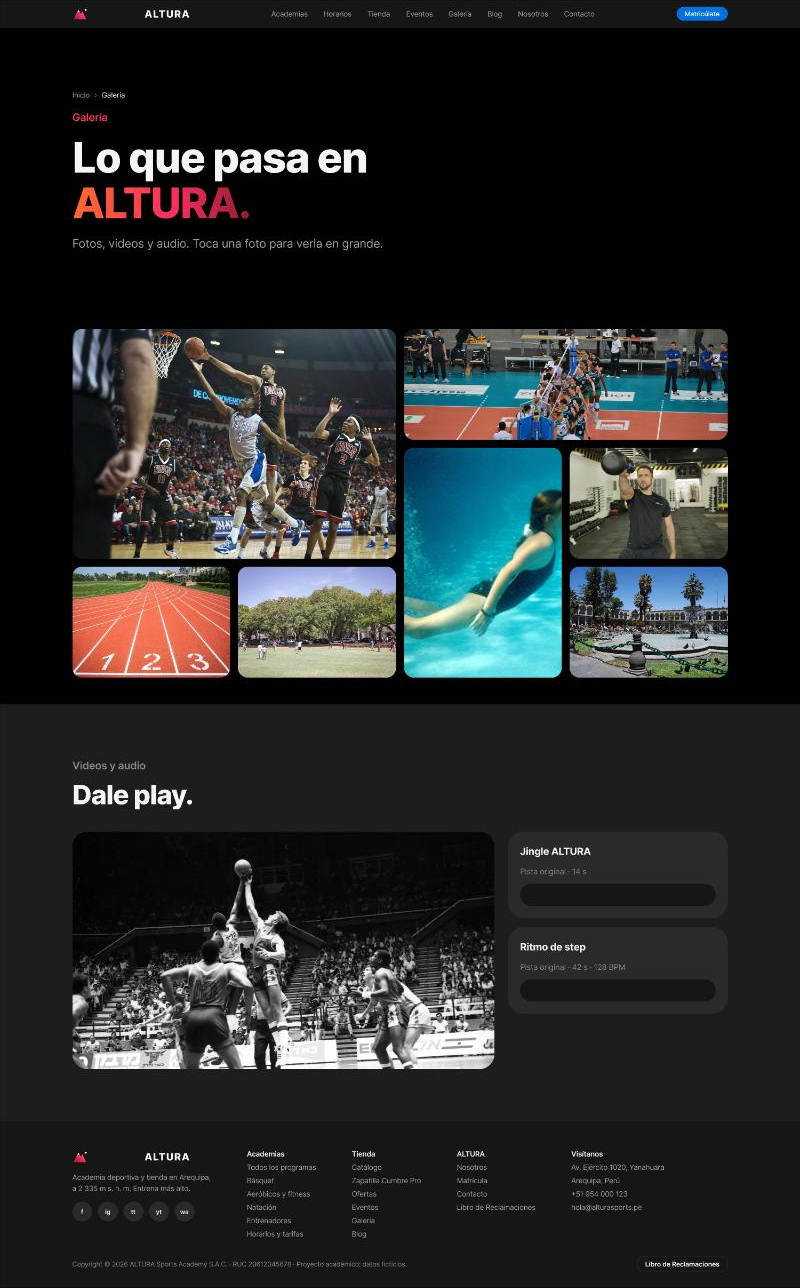 ALTURA
Academias Horarios Tienda Eventos Galería Blog Nosotros Contacto
Matricúlate
Inicio › Galería
Galería
Lo que pasa en
ALTURA.
Fotos, videos y audio. Toca una foto para verla en grande.
1 2 3
Videos y audio
Dale play.
Jingle ALTURA
Pista original · 14 s
Ritmo de step
Pista original · 42 s · 128 BPM
ALTURA
Academia deportiva y tienda en Arequipa,
a 2 335 m s. n. m. Entrena más alto.
f ig tt yt wa
Academias
Todos los programas
Básquet
Aeróbicos y fitness
Natación
Entrenadores
Horarios y tarifas
Tienda
Catálogo
Zapatilla Cumbre Pro
Ofertas
Eventos
Galería
Blog
ALTURA
Nosotros
Matrícula
Contacto
Libro de Reclamaciones
Visítanos
Av. Ejército 1020, Yanahuara
Arequipa, Perú
+51 954 000 123
hola@alturasports.pe
Copyright © 2026 ALTURA Sports Academy S.A.C. · RUC 20612345678 · Proyecto académico: datos ficticios.
Libro de Reclamaciones